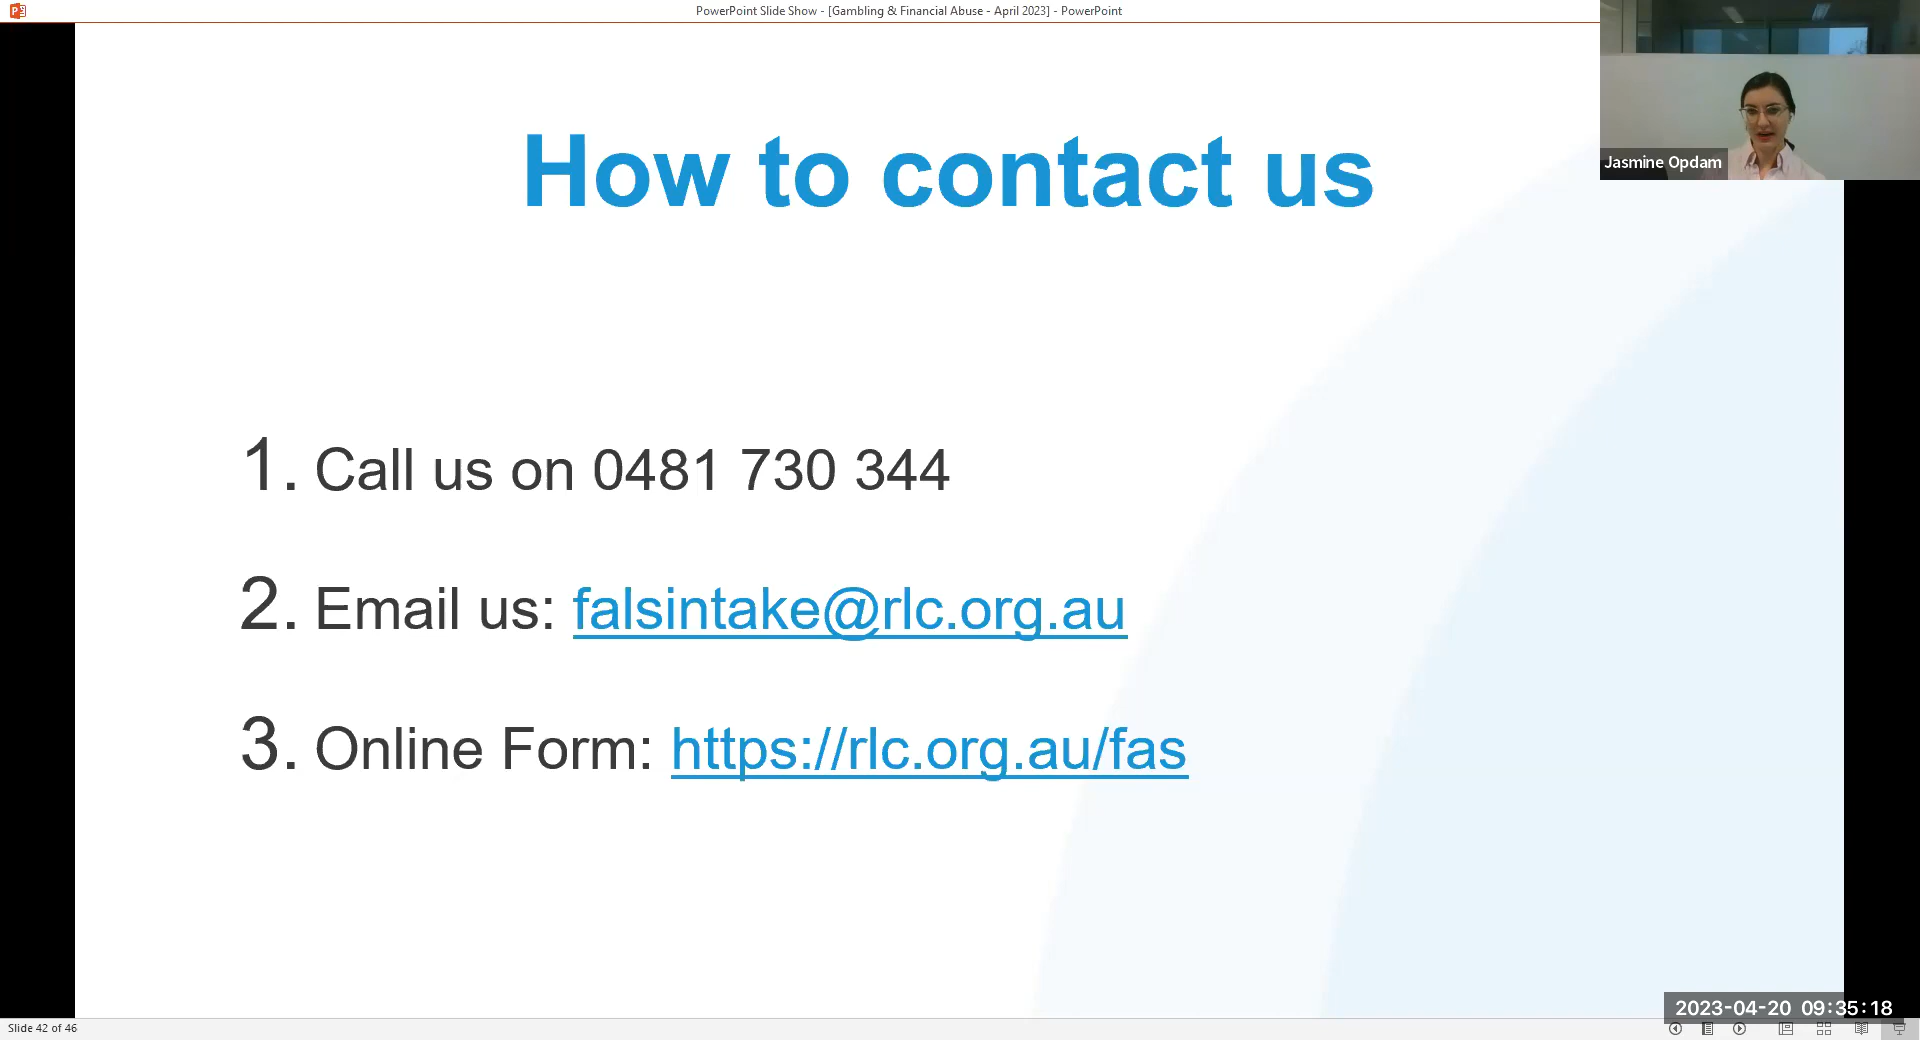 PowerPoint Slide Show - [Gambling & Financial Abuse - April 2023] - PowerPoint
Jasmine Opdam
How to contact us
1. Call us on 0481 730 344
2. Email us: falsintake@rlc.org.au
3. Online Form: https://rlc.org.au/fas
2023-04-20 09:35:18
Slide 42 of 46